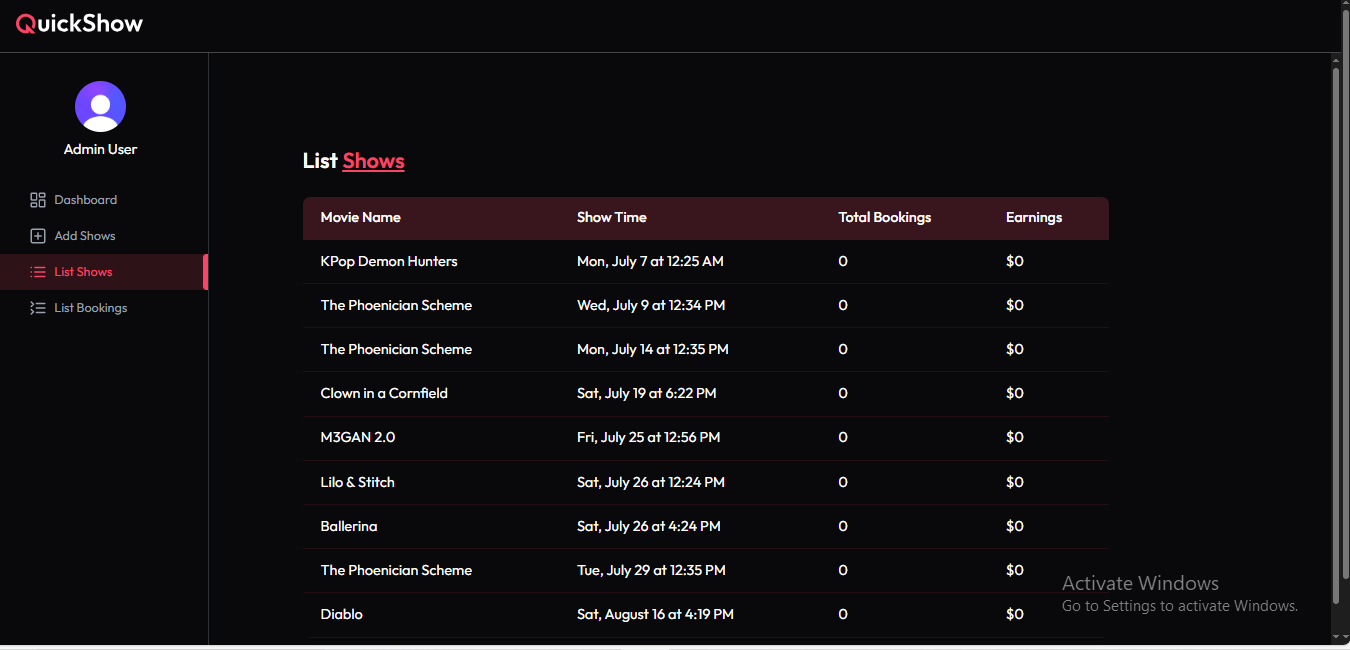 QuickShow
Admin User
Dashboard
Add Shows
List Shows
List Bookings
List Shows
Movie Name Show Time Total Bookings Earnings
KPop Demon Hunters Mon, July 7 at 12:25 AM 0 $0
The Phoenician Scheme Wed, July 9 at 12:34 PM 0 $0
The Phoenician Scheme Mon, July 14 at 12:35 PM 0 $0
Clown in a Cornfield Sat, July 19 at 6:22 PM 0 $0
M3GAN 2.0 Fri, July 25 at 12:56 PM 0 $0
Lilo & Stitch Sat, July 26 at 12:24 PM 0 $0
Ballerina Sat, July 26 at 4:24 PM 0 $0
The Phoenician Scheme Tue, July 29 at 12:35 PM 0 $0
Diablo Sat, August 16 at 4:19 PM 0 $0
Activate Windows
Go to Settings to activate Windows.